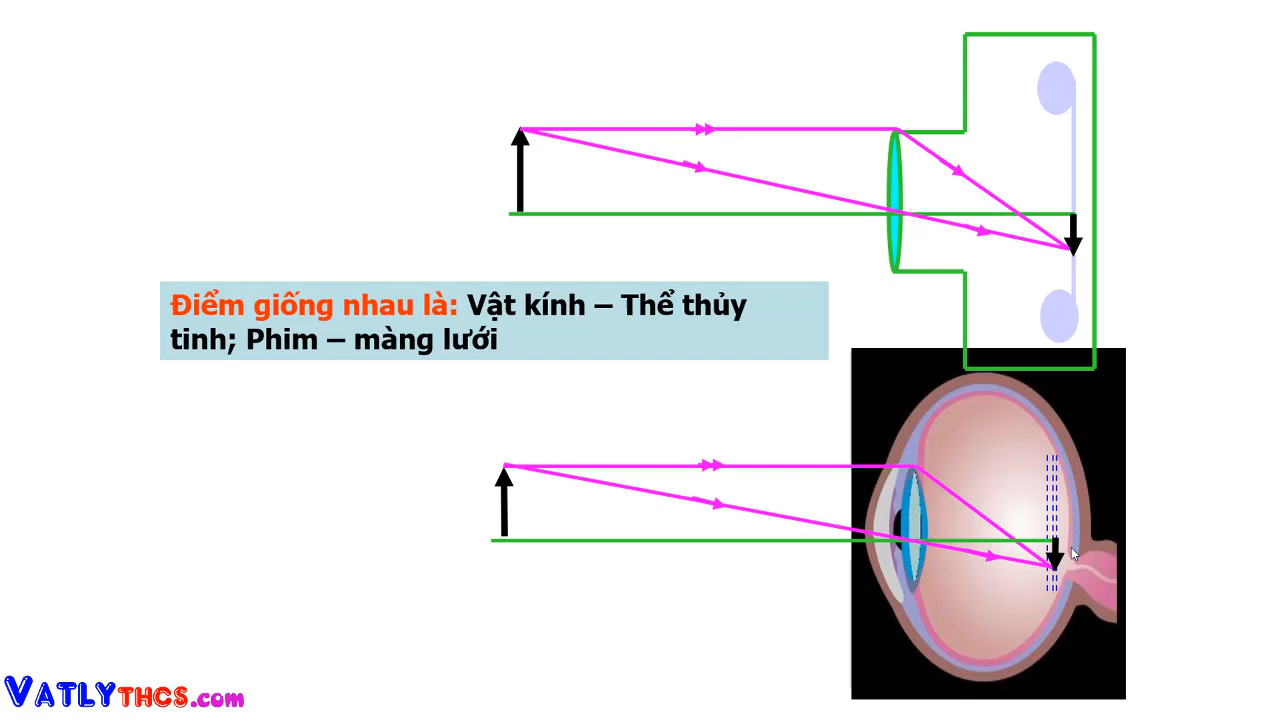 Điểm giống nhau là: Vật kính – Thể thủy
tinh; Phim – màng lưới
VATLYTHCS.com